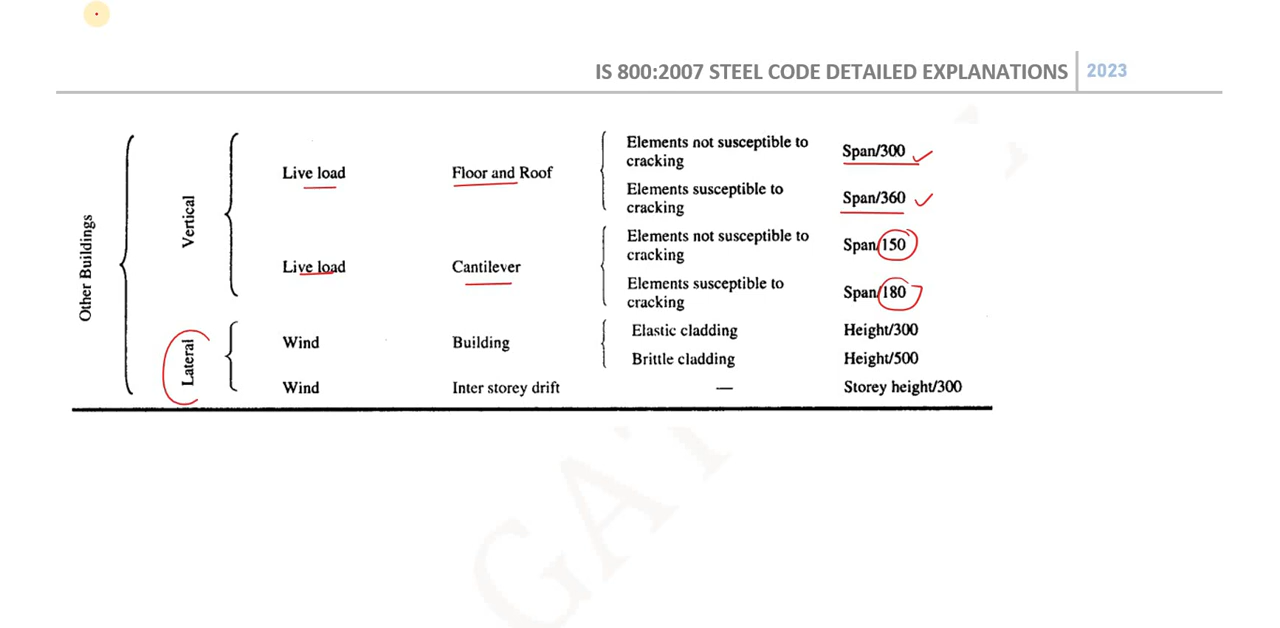 IS 800:2007 STEEL CODE DETAILED EXPLANATIONS 2023
Other Buildings
Vertical
Live load
Floor and Roof
Elements not susceptible to
cracking
Span/300
Elements susceptible to
cracking
Span/360
Live load
Cantilever
Elements not susceptible to
cracking
Span/150
Elements susceptible to
cracking
Span/180
Lateral
Wind
Building
Elastic cladding
Height/300
Brittle cladding
Height/500
Wind
Inter storey drift
—
Storey height/300
GAT